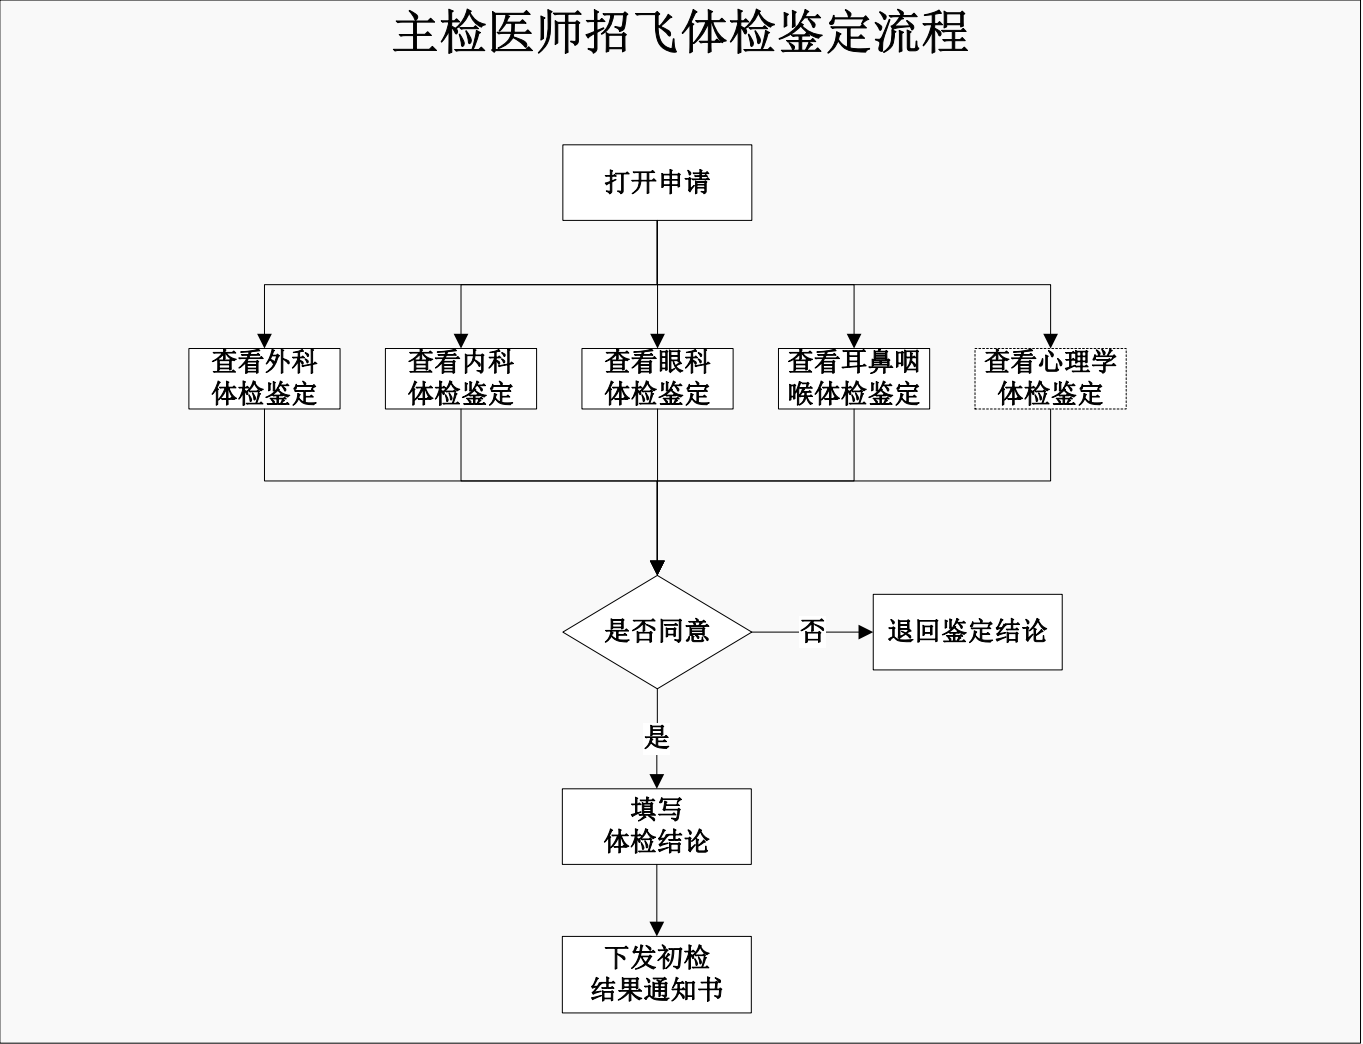 主检医师招飞体检鉴定流程
打开申请
查看外科
体检鉴定
查看内科
体检鉴定
查看眼科
体检鉴定
查看耳鼻咽
喉体检鉴定
查看心理学
体检鉴定
是否同意
否
退回鉴定结论
是
填写
体检结论
下发初检
结果通知书